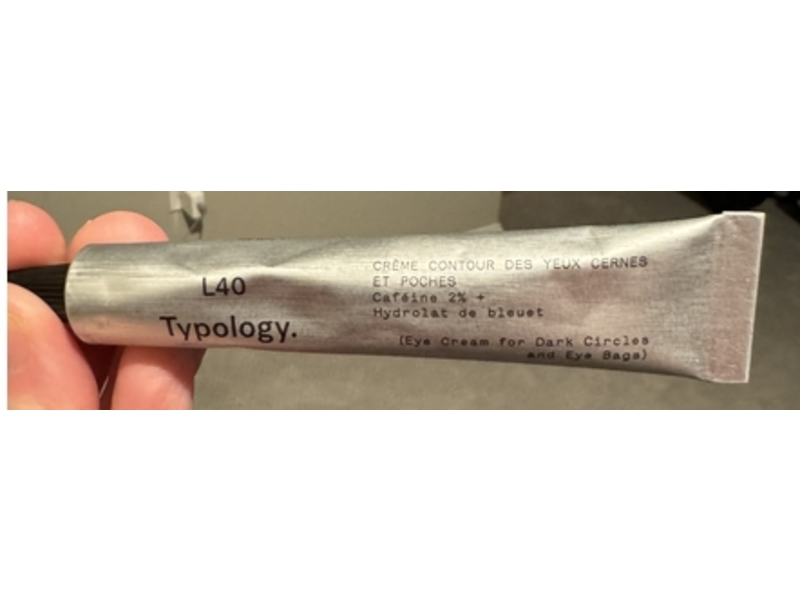 L40
Typology.
CRÈME CONTOUR DES YEUX CERNES
ET POCHES
Caféine 2% +
Hydrolat de bleuet
(Eye Cream for Dark Circles
and Eye Bags)